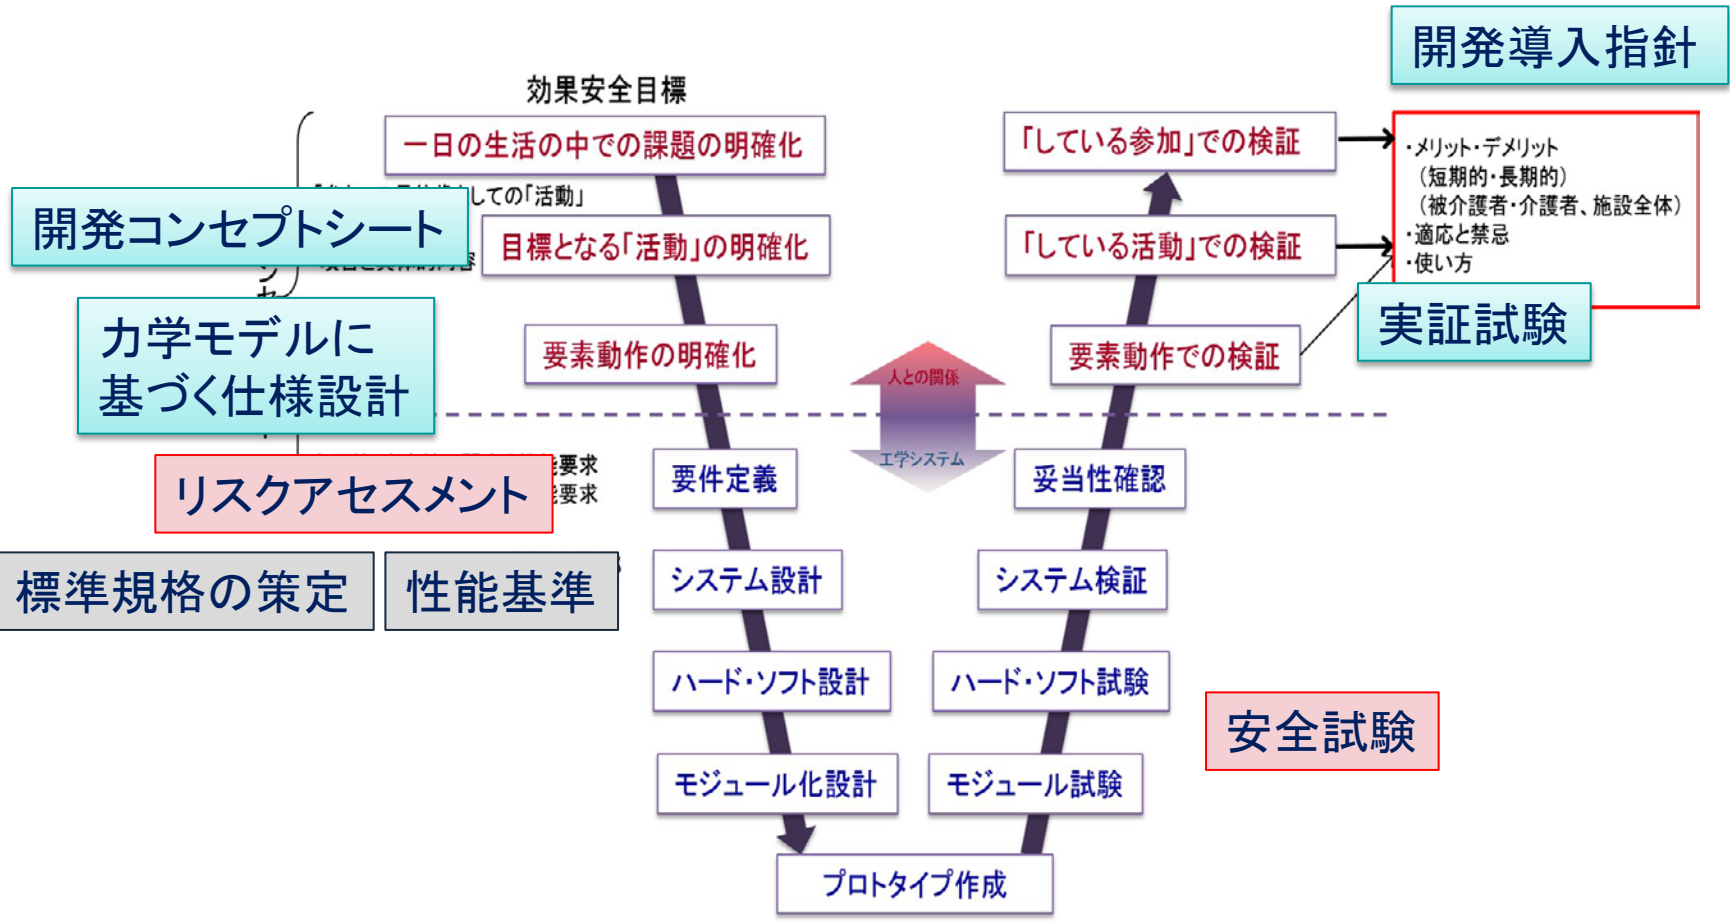 開発導入指針
効果安全目標
一日の生活の中での課題の明確化
「している参加」での検証
・メリット・デメリット
（短期的・長期的）
（被介護者・介護者、施設全体）
・適応と禁忌
・使い方
しての「活動」
開発コンセプトシート
目標となる「活動」の明確化
「している活動」での検証
実証試験
力学モデルに
基づく仕様設計
要素動作の明確化
要素動作での検証
人との関係
工学システム
要求
要求
リスクアセスメント
要件定義
妥当性確認
標準規格の策定
性能基準
システム設計
システム検証
ハード・ソフト設計
ハード・ソフト試験
安全試験
モジュール化設計
モジュール試験
プロトタイプ作成